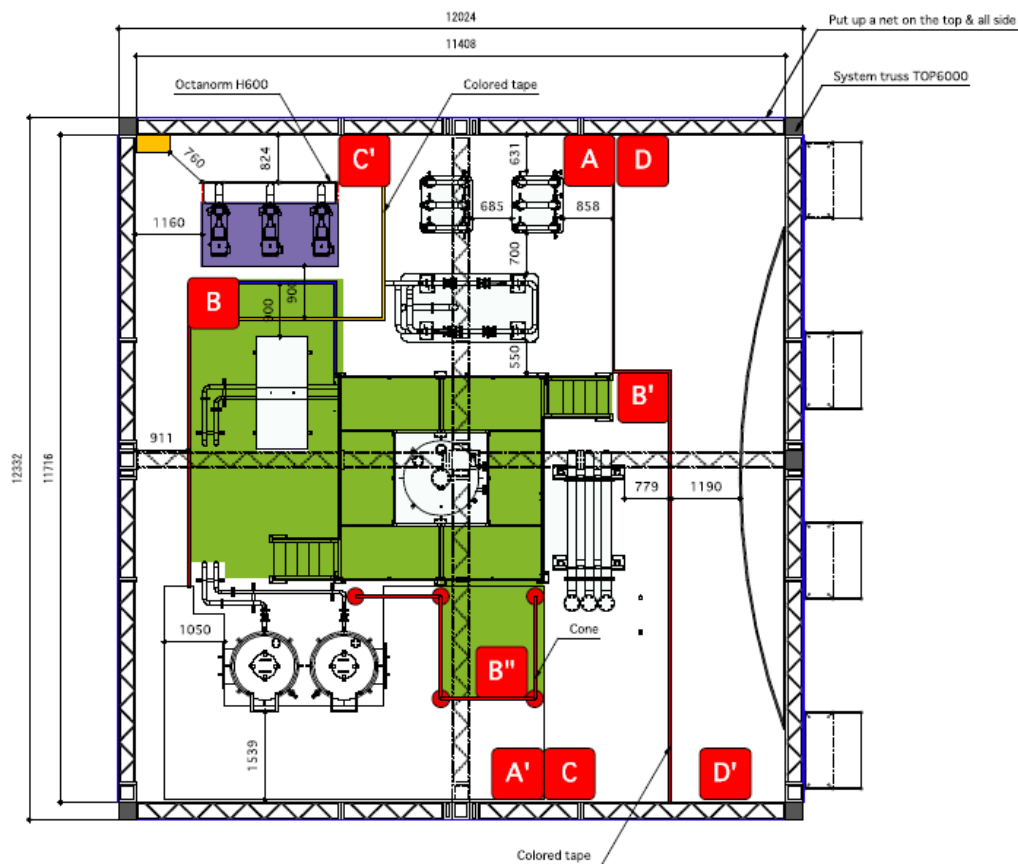 12024
Put up a net on the top & all side
11408
System truss TOP6000
Octanorm H600
Colored tape
C'
A
D
760
824
631
685
858
1160
700
B
900
900
550
B'
911
12332
11716
779
1190
1050
Cone
B"
1539
A'
C
D'
Colored tape